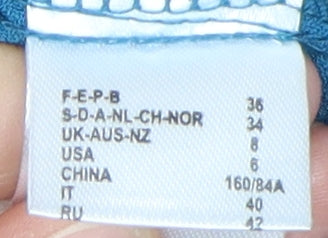 F-E-P-B 36
S-D-A-NL-CH-NOR 34
UK-AUS-NZ 8
USA 6
CHINA 160/84A
IT 40
RU 42